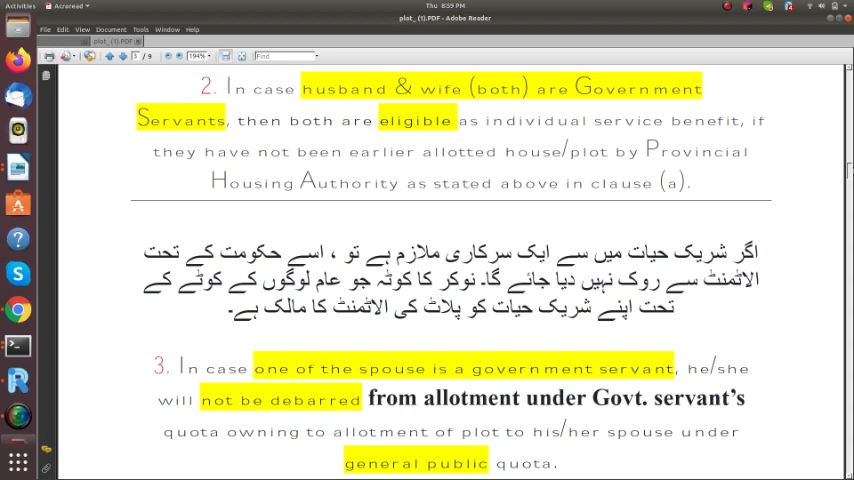 Activities
Acroread
Thu 8:59 PM
plot_ (1).PDF - Adobe Reader
File Edit View Document Tools Window Help
plot_ (1).PDF
3 / 9
194%
Find
2. In case husband & wife (both) are Government
Servants, then both are eligible as individual service benefit, if
they have not been earlier allotted house/plot by Provincial
Housing Authority as stated above in clause (a).
اگر شریک حیات میں سے ایک سرکاری ملازم ہے تو ، اسے حکومت کے تحت
الاٹمنٹ سے روک نہیں دیا جائے گا۔ نوکر کا کوٹہ جو عام لوگوں کے کوٹے کے
تحت اپنے شریک حیات کو پلاٹ کی الاٹمنٹ کا مالک ہے۔
3. In case one of the spouse is a government servant, he/she
will not be debarred from allotment under Govt. servant's
quota owning to allotment of plot to his/her spouse under
general public quota.